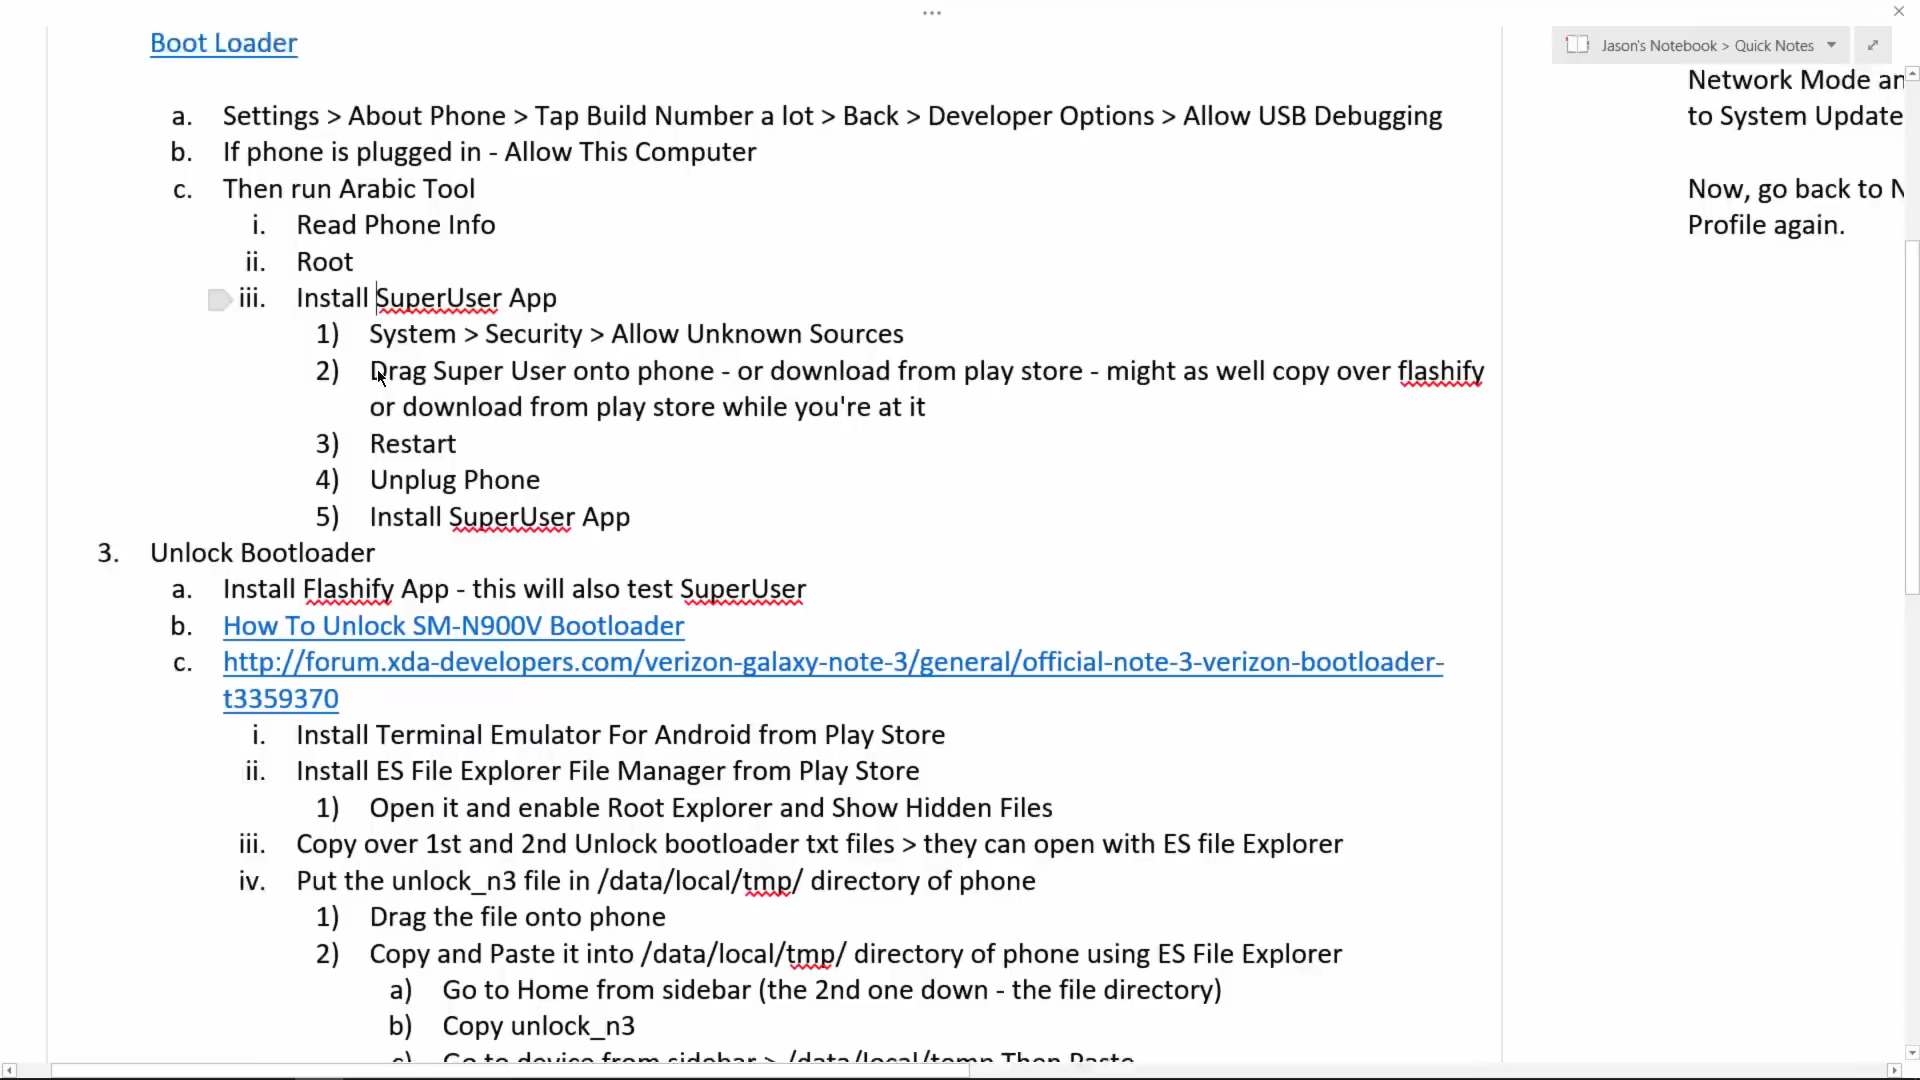 Boot Loader
Jason's Notebook > Quick Notes
Network Mode an
to System Update
a. Settings > About Phone > Tap Build Number a lot > Back > Developer Options > Allow USB Debugging
b. If phone is plugged in - Allow This Computer
c. Then run Arabic Tool
Now, go back to N
Profile again.
i. Read Phone Info
ii. Root
iii. Install SuperUser App
1) System > Security > Allow Unknown Sources
2) Drag Super User onto phone - or download from play store - might as well copy over flashify
or download from play store while you're at it
3) Restart
4) Unplug Phone
5) Install SuperUser App
3. Unlock Bootloader
a. Install Flashify App - this will also test SuperUser
b. How To Unlock SM-N900V Bootloader
c. http://forum.xda-developers.com/verizon-galaxy-note-3/general/official-note-3-verizon-bootloader-
t3359370
i. Install Terminal Emulator For Android from Play Store
ii. Install ES File Explorer File Manager from Play Store
1) Open it and enable Root Explorer and Show Hidden Files
iii. Copy over 1st and 2nd Unlock bootloader txt files > they can open with ES file Explorer
iv. Put the unlock_n3 file in /data/local/tmp/ directory of phone
1) Drag the file onto phone
2) Copy and Paste it into /data/local/tmp/ directory of phone using ES File Explorer
a) Go to Home from sidebar (the 2nd one down - the file directory)
b) Copy unlock_n3
c) Go to device from sidebar > /data/local/temp Then Paste